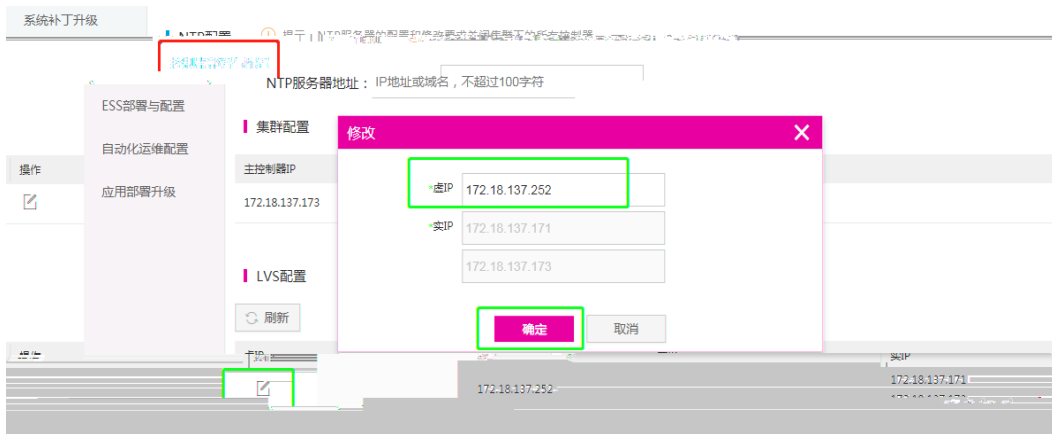 系统补丁升级
NTP配置
NTP服务器地址： IP地址或域名，不超过100字符
ESS部署与配置
自动化运维配置
应用部署升级
集群配置
操作
主控制器IP
172.18.137.173
LVS配置
刷新
修改
*虚IP 172.18.137.252
*实IP 172.18.137.171
172.18.137.173
确定
取消
操作
虚IP
实IP
172.18.137.252
172.18.137.171